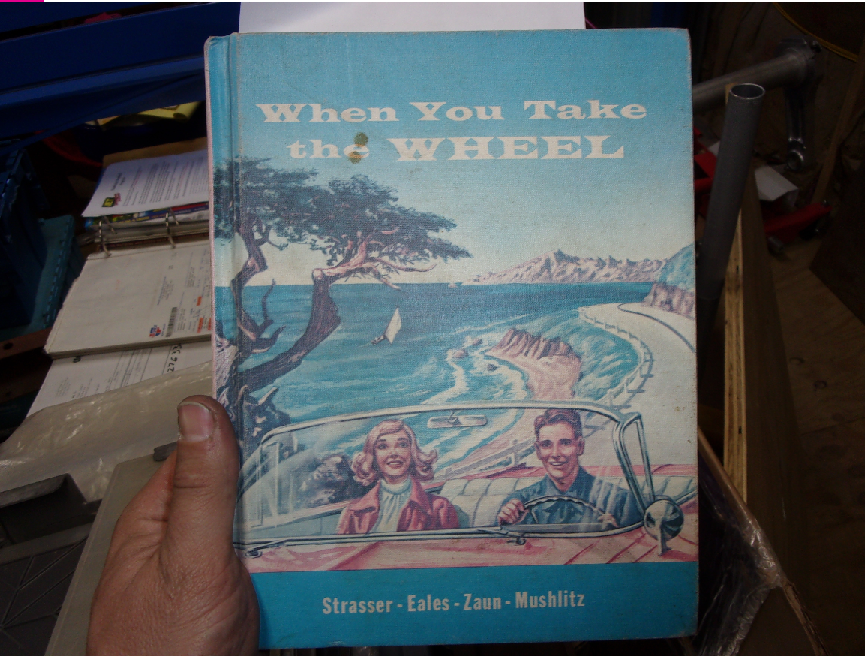 When You Take
the WHEEL
Strasser - Eales - Zaun - Mushlitz